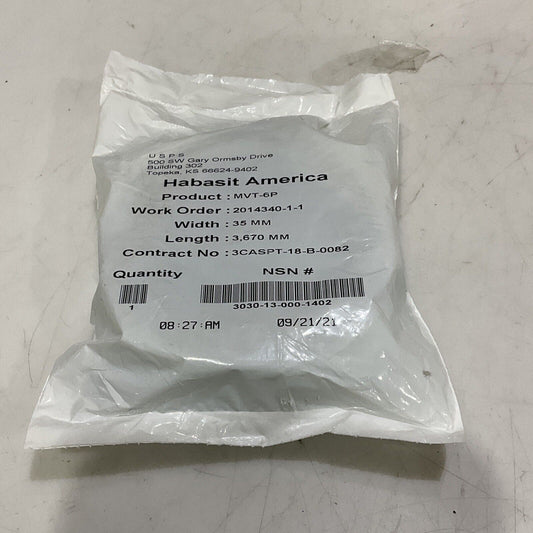 U S P S
500 SW Gary Ormsby Drive
Building 302
Topeka, KS 66624-9402
Habasit America
Product : MVT-6P
Work Order : 2014340-1-1
Width : 35 MM
Length : 3,670 MM
Contract No : 3CASPT-18-B-0082
Quantity NSN #
1 3030-13-000-1402
08:27:AM 09/21/21